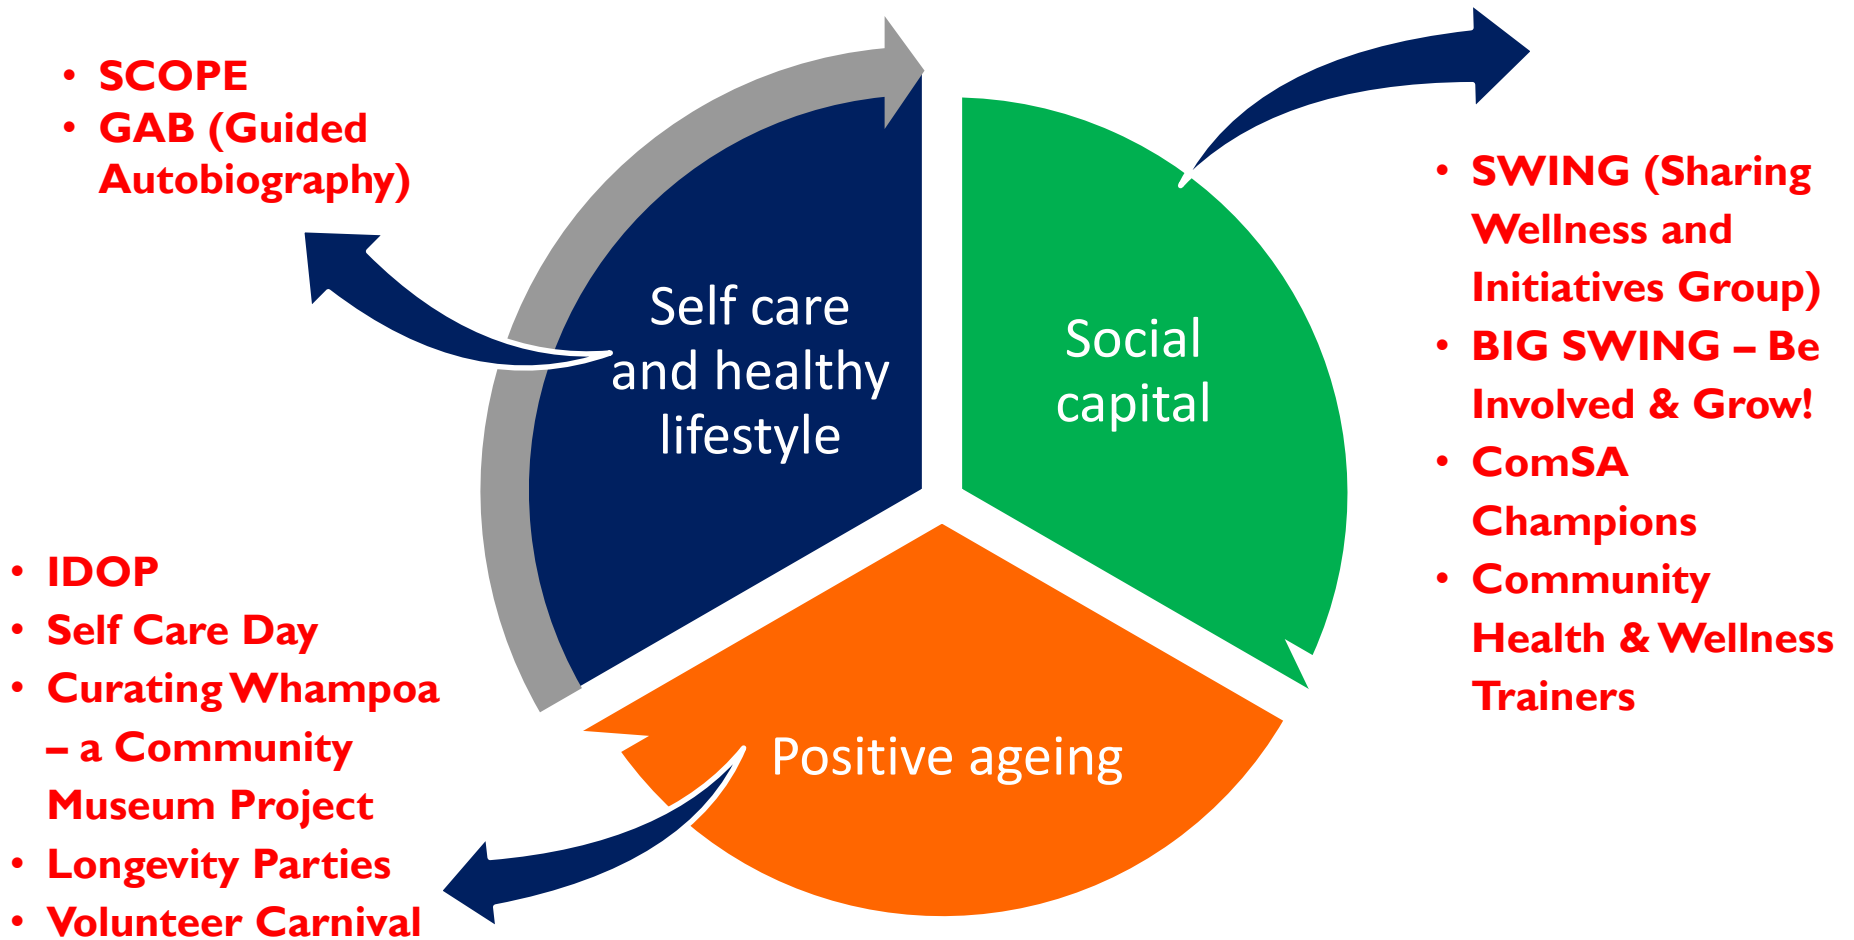 • SCOPE
• GAB (Guided
Autobiography)
Self care
and healthy
lifestyle
Social
capital
• SWING (Sharing
Wellness and
Initiatives Group)
• BIG SWING – Be
Involved & Grow!
• ComSA
Champions
• Community
Health & Wellness
Trainers
• IDOP
• Self Care Day
• Curating Whampoa
– a Community
Museum Project
• Longevity Parties
• Volunteer Carnival
Positive ageing